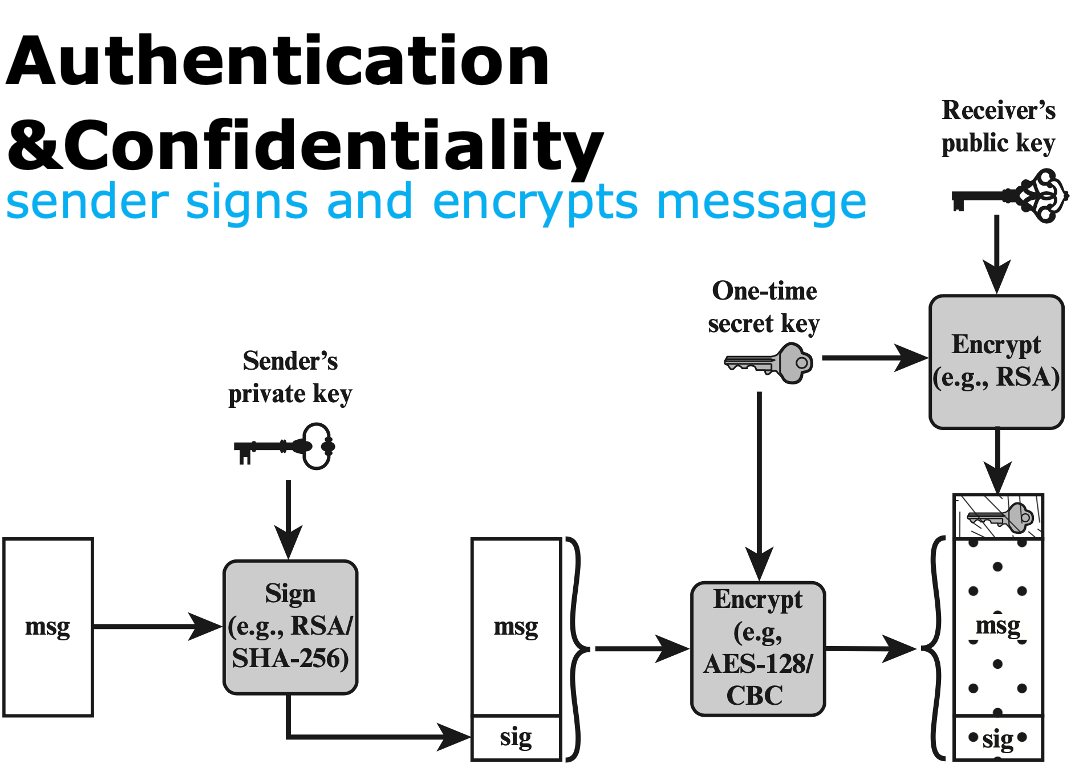 Authentication
&Confidentiality
sender signs and encrypts message
Receiver’s
public key
One-time
secret key
Encrypt
(e.g., RSA)
Sender’s
private key
msg
Sign
(e.g., RSA/
SHA-256)
msg
sig
Encrypt
(e.g,
AES-128/
CBC
msg
sig